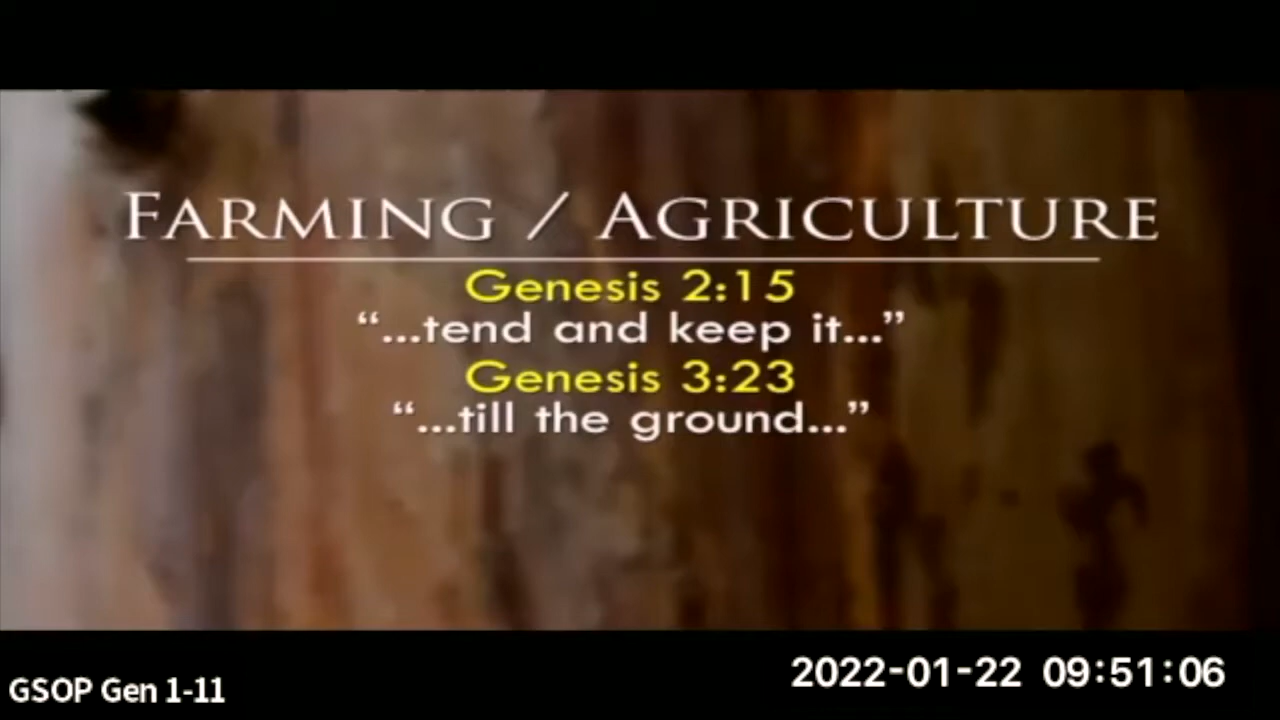 FARMING / AGRICULTURE
Genesis 2:15
“...tend and keep it...”
Genesis 3:23
“...till the ground...”
GSOP Gen 1-11
2022-01-22 09:51:06